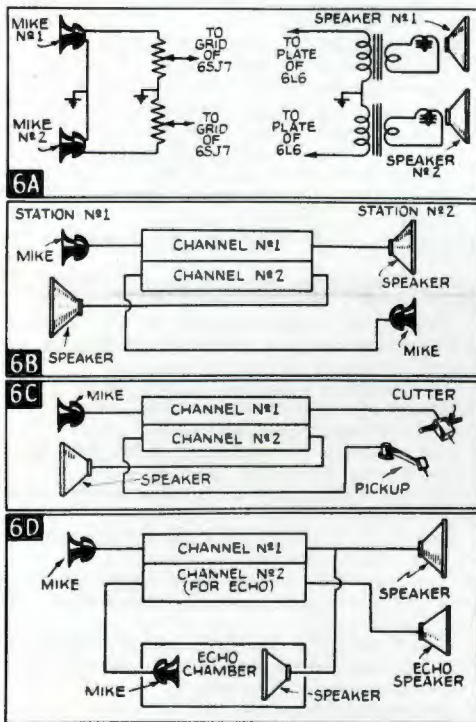 MIKE
Nº1
TO
GRID
OF
6SJ7
TO
PLATE
OF
6L6
SPEAKER Nº1
MIKE
Nº2
TO
GRID
OF
6SJ7
TO
PLATE
OF
6L6
SPEAKER
Nº2
6A
STATION Nº1
STATION Nº2
MIKE
CHANNEL Nº1
CHANNEL Nº2
SPEAKER
SPEAKER
MIKE
6B
6C
MIKE
CHANNEL Nº1
CHANNEL Nº2
CUTTER
SPEAKER
PICKUP
6D
MIKE
CHANNEL Nº1
CHANNEL Nº2
(FOR ECHO)
SPEAKER
ECHO
CHAMBER
MIKE
SPEAKER
ECHO
SPEAKER